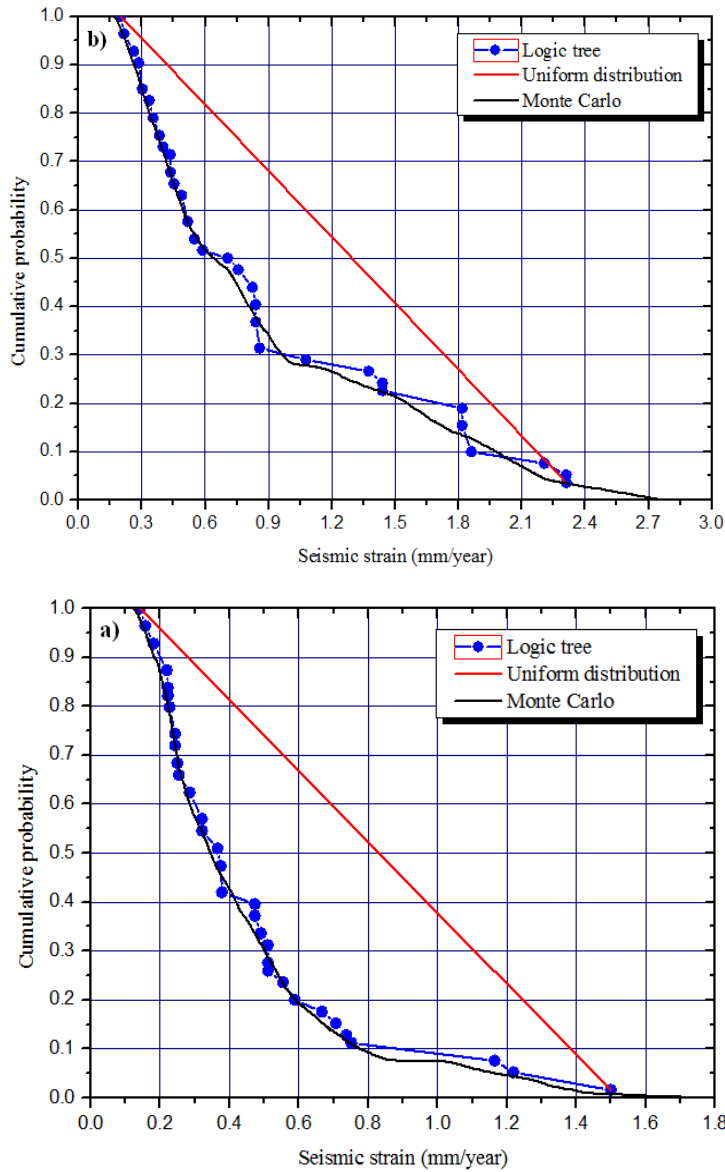 b)
Logic tree
Uniform distribution
Monte Carlo
Cumulative probability
1.0
0.9
0.8
0.7
0.6
0.5
0.4
0.3
0.2
0.1
0.0
0.0 0.3 0.6 0.9 1.2 1.5 1.8 2.1 2.4 2.7 3.0
Seismic strain (mm/year)
a)
Logic tree
Uniform distribution
Monte Carlo
Cumulative probability
1.0
0.9
0.8
0.7
0.6
0.5
0.4
0.3
0.2
0.1
0.0
0.0 0.2 0.4 0.6 0.8 1.0 1.2 1.4 1.6 1.8
Seismic strain (mm/year)